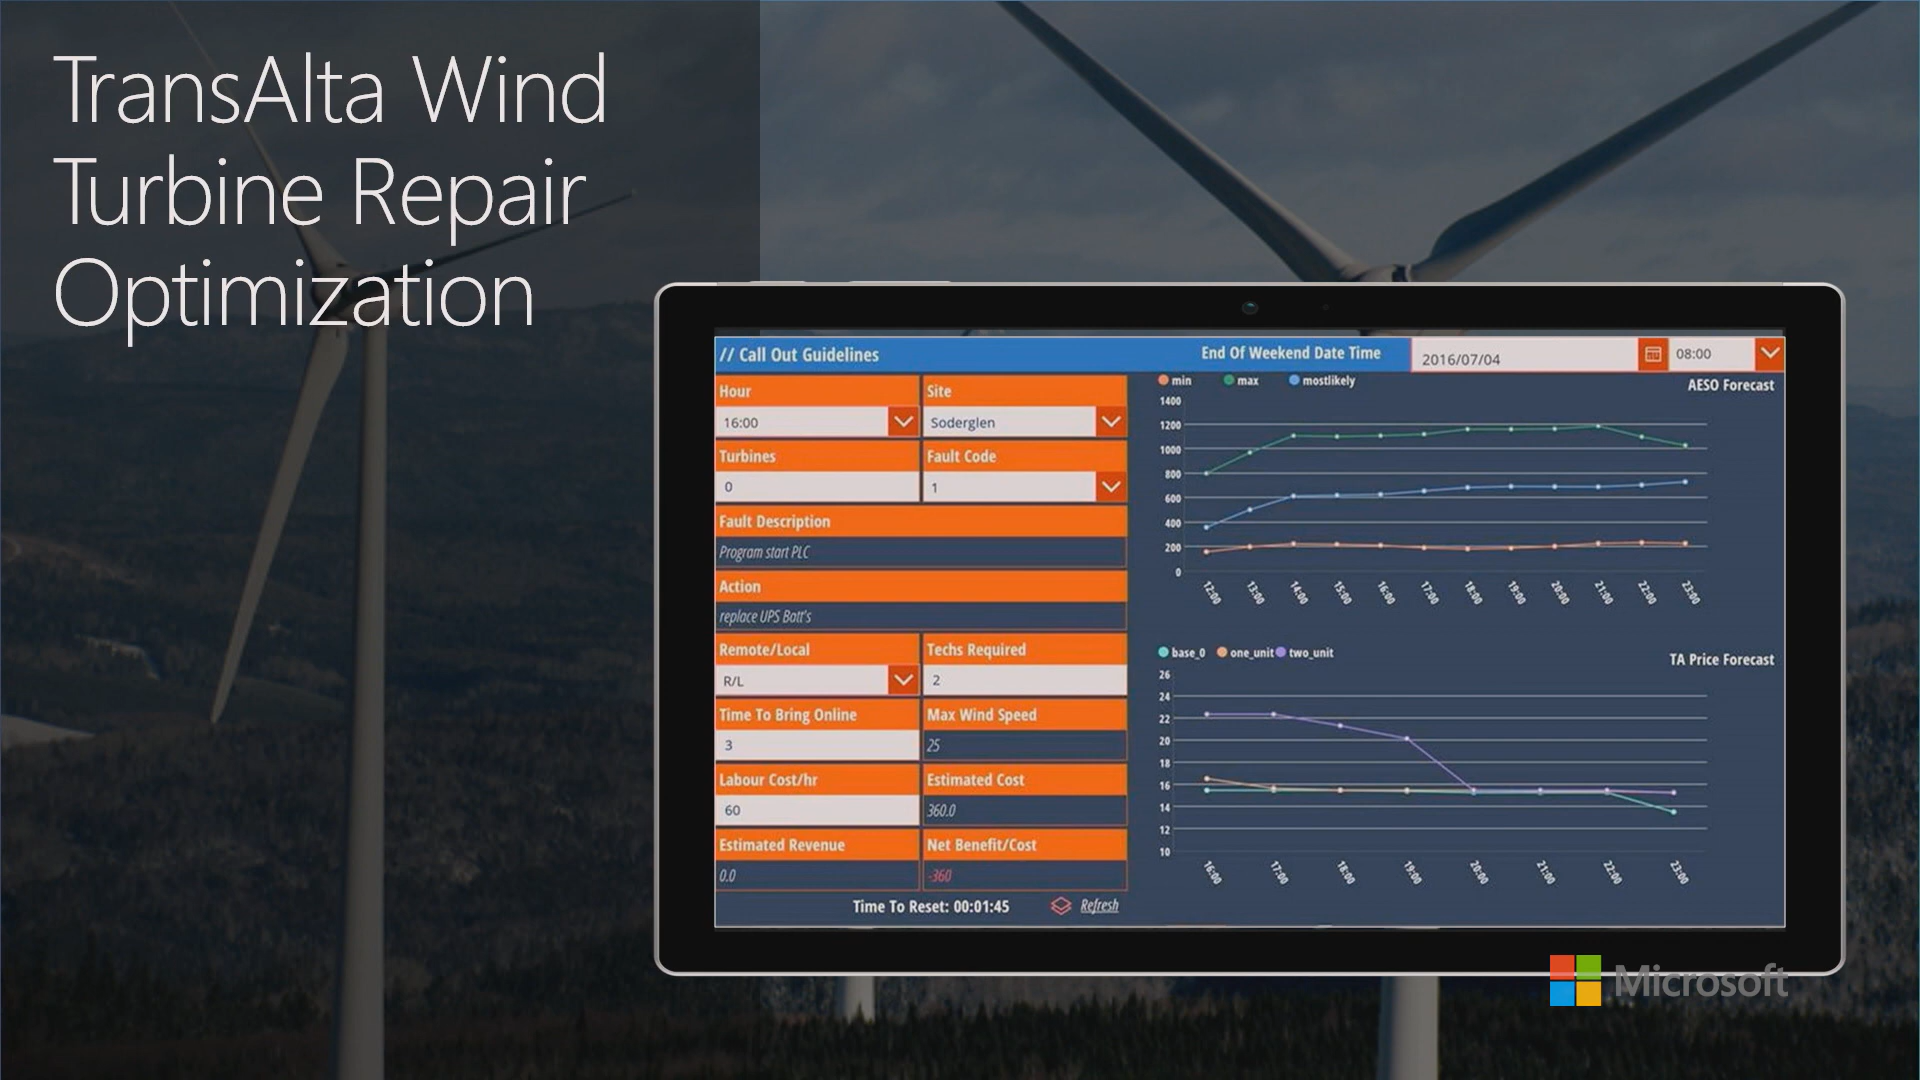 TransAlta Wind
Turbine Repair
Optimization
// Call Out Guidelines
End Of Weekend Date Time
2016/07/04
08:00
Hour
Site
16:00
Soderglen
Turbines
Fault Code
0
1
Fault Description
Program start PLC
Action
replace UPS Batt's
Remote/Local
Techs Required
R/L
2
Time To Bring Online
Max Wind Speed
3
25
Labour Cost/hr
Estimated Cost
60
360.0
Estimated Revenue
Net Benefit/Cost
0.0
-360
Time To Reset: 00:01:45
Refresh
min max mostlikely
AESO Forecast
1400
1200
1000
800
600
400
200
0
12:00 13:00 14:00 15:00 16:00 17:00 18:00 19:00 20:00 21:00 22:00 23:00
base_0 one_unit two_unit
TA Price Forecast
26
24
22
20
18
16
14
12
10
16:00 17:00 18:00 19:00 20:00 21:00 22:00 23:00
Microsoft